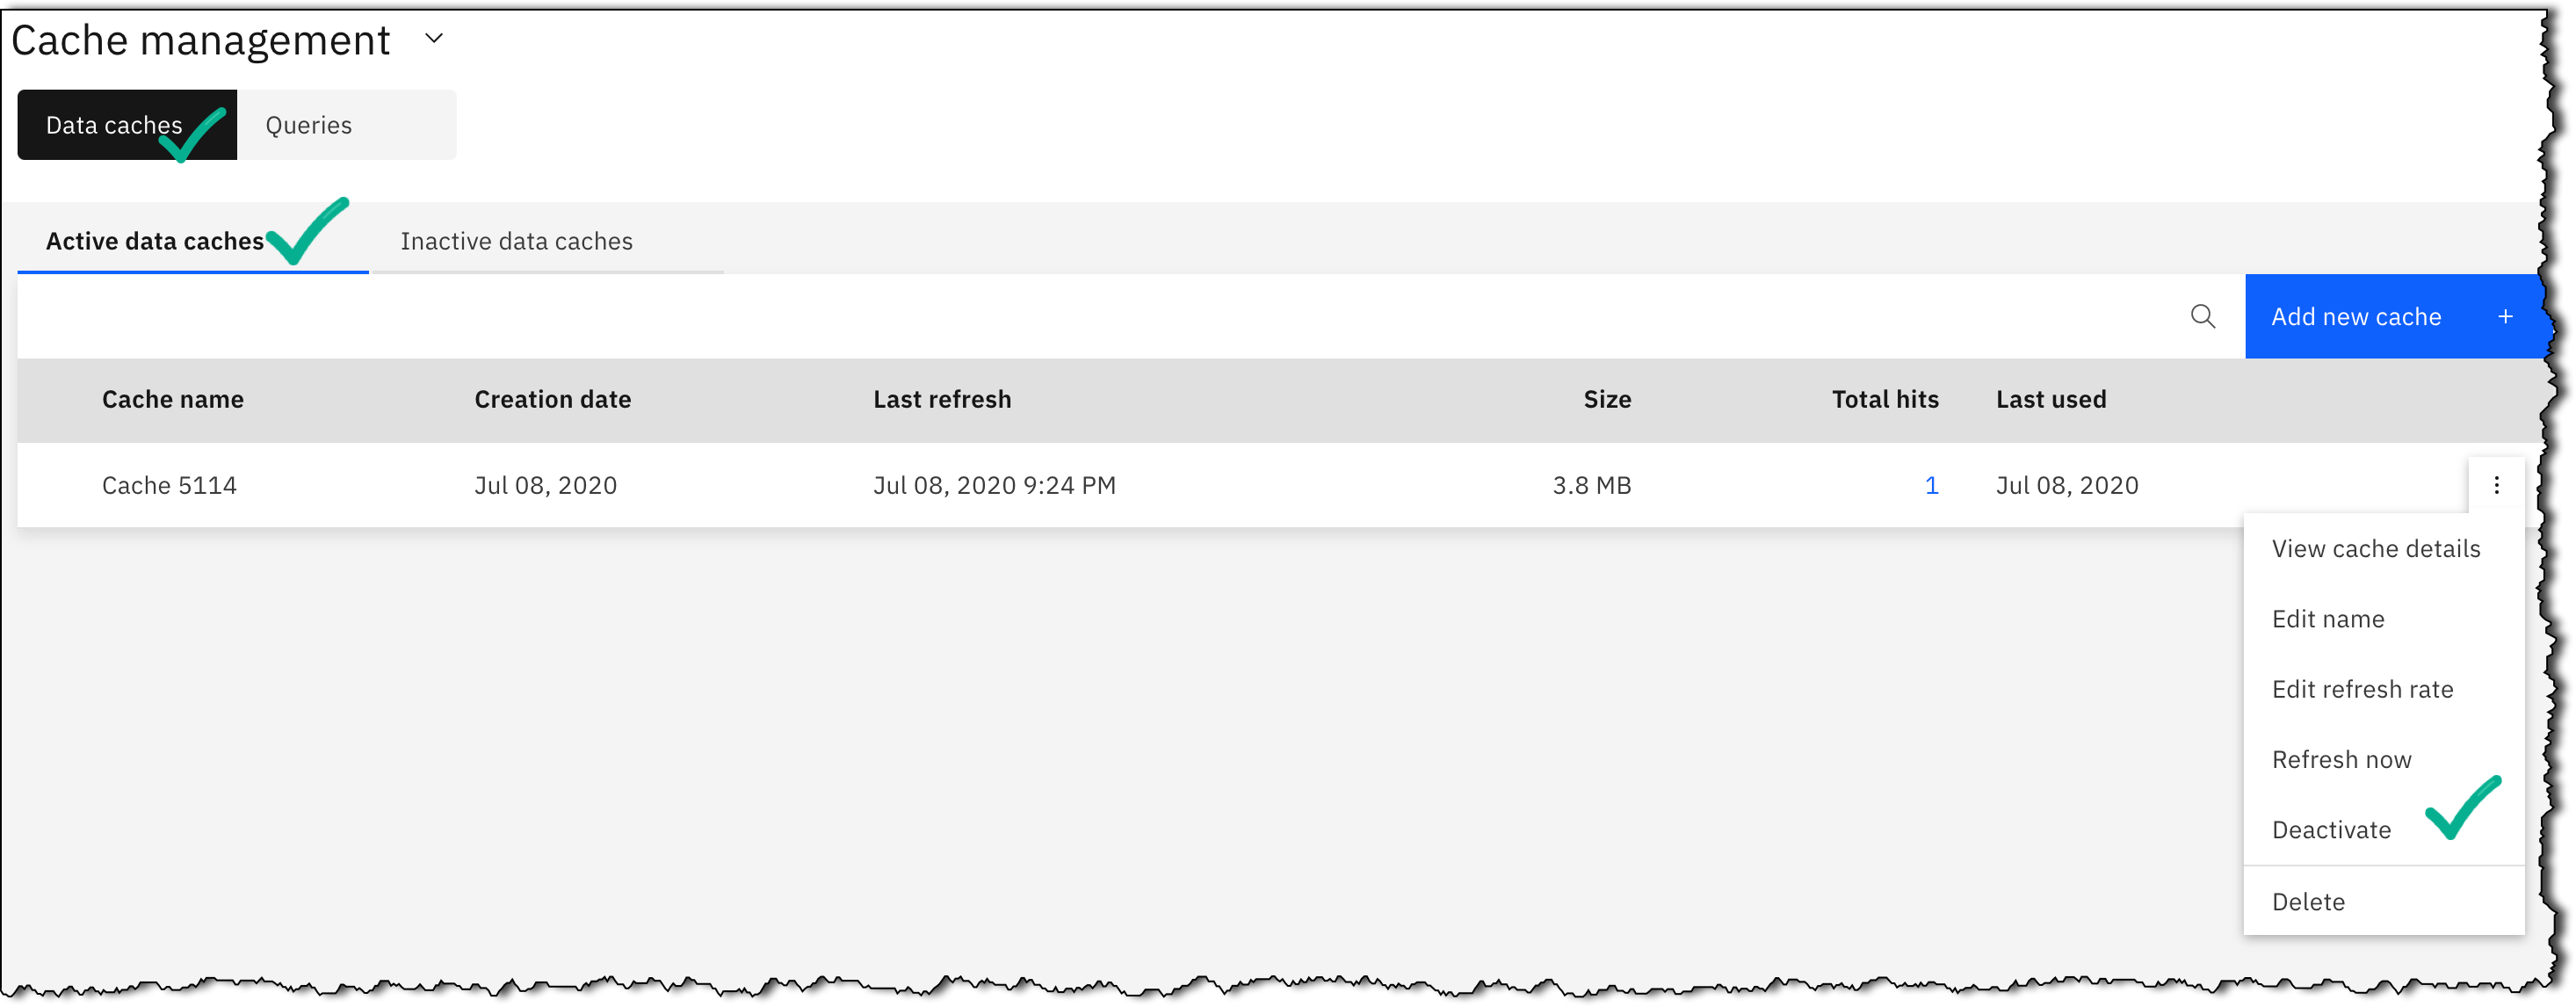 Cache management
Data caches Queries
Active data caches Inactive data caches
Add new cache +
Cache name Creation date Last refresh Size Total hits Last used
Cache 5114 Jul 08, 2020 Jul 08, 2020 9:24 PM 3.8 MB 1 Jul 08, 2020
View cache details
Edit name
Edit refresh rate
Refresh now
Deactivate
Delete